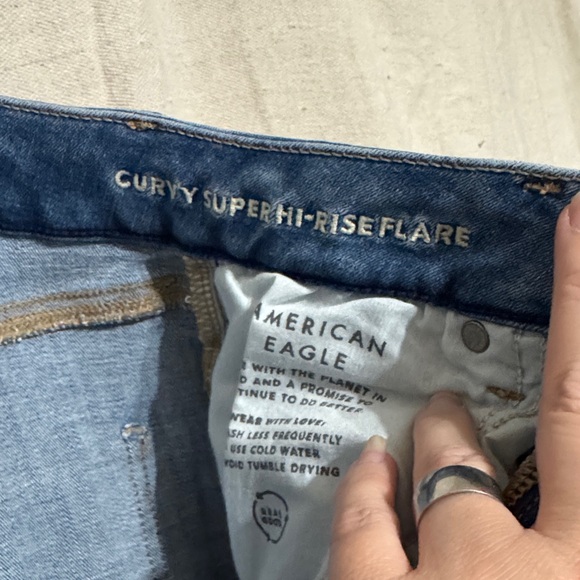 CURVY SUPER HI-RISE FLARE
AMERICAN
EAGLE
WITH THE PLANET IN
D AND A PROMISE TO
TINUE TO DO BETTER
WEAR WITH LOVE:
SH LESS FREQUENTLY
USE COLD WATER
OID TUMBLE DRYING